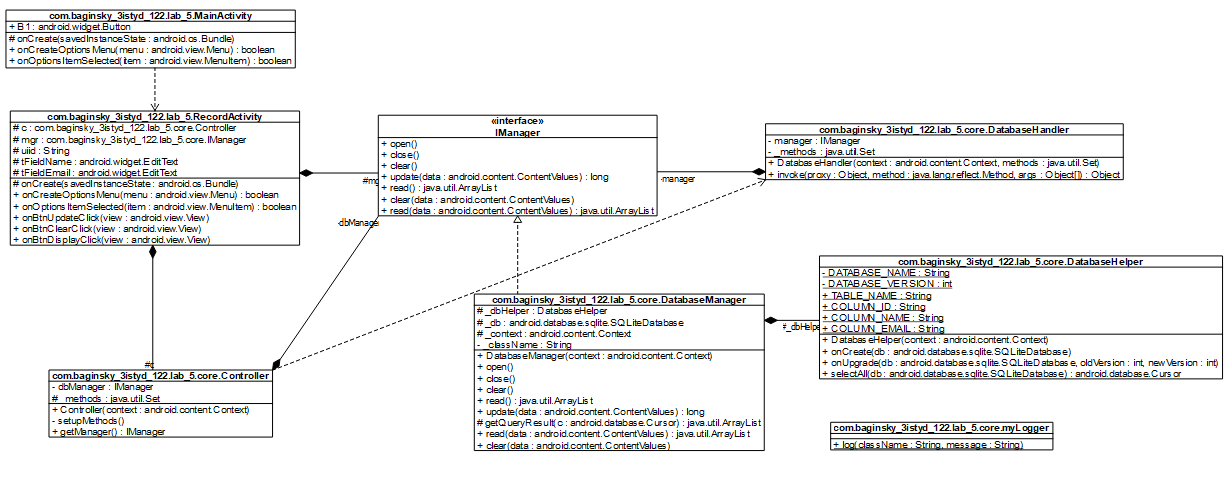 com.baginsky_3istyd_122.lab_5.MainActivity
+ B1 : android.widget.Button
# onCreate(savedInstanceState : android.os.Bundle)
+ onCreateOptionsMenu(menu : android.view.Menu) : boolean
+ onOptionsItemSelected(item : android.view.MenuItem) : boolean
com.baginsky_3istyd_122.lab_5.RecordActivity
# c : com.baginsky_3istyd_122.lab_5.core.Controller
# mgr : com.baginsky_3istyd_122.lab_5.core.IManager
# uiid : String
# tFieldName : android.widget.EditText
# tFieldEmail : android.widget.EditText
# onCreate(savedInstanceState : android.os.Bundle)
+ onCreateOptionsMenu(menu : android.view.Menu) : boolean
+ onOptionsItemSelected(item : android.view.MenuItem) : boolean
+ onBtnUpdateClick(view : android.view.View)
+ onBtnClearClick(view : android.view.View)
+ onBtnDisplayClick(view : android.view.View)
#mg
-dbManager
#c
«interface»
IManager
+ open()
+ close()
+ clear()
+ update(data : android.content.ContentValues) : long
+ read() : java.util.ArrayList
+ clear(data : android.content.ContentValues)
+ read(data : android.content.ContentValues) : java.util.ArrayList
-manager
com.baginsky_3istyd_122.lab_5.core.DatabaseHandler
- manager : IManager
- _methods : java.util.Set
+ DatabaseHandler(context : android.content.Context, methods : java.util.Set)
+ invoke(proxy : Object, method : java.lang.reflect.Method, args : Object[]) : Object
com.baginsky_3istyd_122.lab_5.core.DatabaseHelper
- DATABASE_NAME : String
- DATABASE_VERSION : int
+ TABLE_NAME : String
+ COLUMN_ID : String
+ COLUMN_NAME : String
+ COLUMN_EMAIL : String
+ DatabaseHelper(context : android.content.Context)
+ onCreate(db : android.database.sqlite.SQLiteDatabase)
+ onUpgrade(db : android.database.sqlite.SQLiteDatabase, oldVersion : int, newVersion : int)
+ selectAll(db : android.database.sqlite.SQLiteDatabase) : android.database.Cursor
com.baginsky_3istyd_122.lab_5.core.DatabaseManager
# _dbHelper : DatabaseHelper
# _db : android.database.sqlite.SQLiteDatabase
# _context : android.content.Context
- _className : String
+ DatabaseManager(context : android.content.Context)
+ open()
+ close()
+ clear()
+ read() : java.util.ArrayList
+ update(data : android.content.ContentValues) : long
# getQueryResult(c : android.database.Cursor) : java.util.ArrayList
+ read(data : android.content.ContentValues) : java.util.ArrayList
+ clear(data : android.content.ContentValues)
#_dbHelpe
com.baginsky_3istyd_122.lab_5.core.Controller
- dbManager : IManager
# _methods : java.util.Set
+ Controller(context : android.content.Context)
- setupMethods()
+ getManager() : IManager
com.baginsky_3istyd_122.lab_5.core.myLogger
+ log(className : String, message : String)